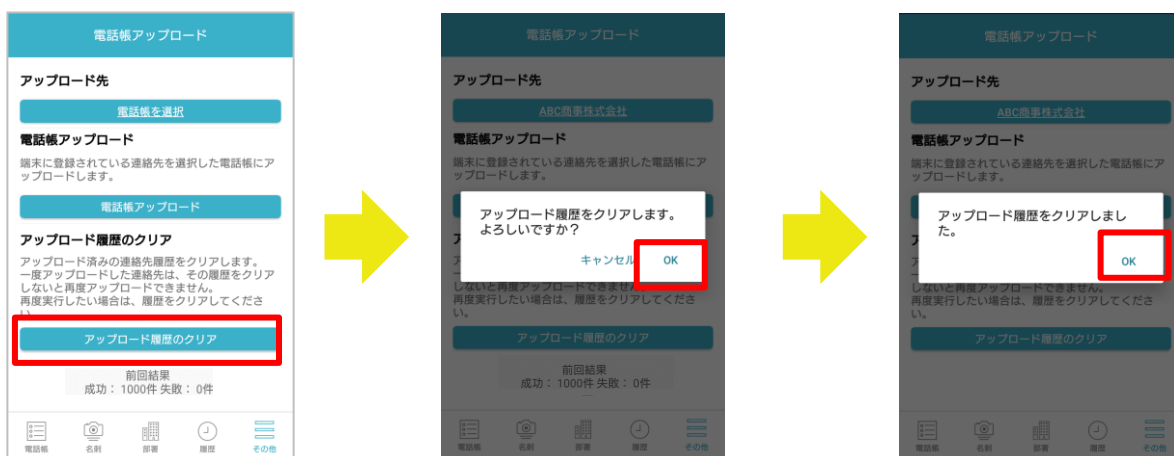 電話帳アップロード
アップロード先
電話帳を選択
電話帳アップロード
端末に登録されている連絡先を選択した電話帳にア
ップロードします。
電話帳アップロード
アップロード履歴のクリア
アップロード済みの連絡先履歴をクリアします。
一度アップロードした連絡先は、その履歴をクリア
しないと再度アップロードできません。
再度実行したい場合は、履歴をクリアしてくださ
い。
アップロード履歴のクリア
前回結果
成功： 1000件 失敗： 0件
電話帳 名刺 部署 履歴 その他
電話帳アップロード
アップロード先
ABC商事株式会社
電話帳アップロード
端末に登録されている連絡先を選択した電話帳にア
ップロードします。
アップロード履歴をクリアします。
よろしいですか？
キャンセル OK
しないと再度アップロードできません。
再度実行したい場合は、履歴をクリアしてくださ
い。
アップロード履歴のクリア
前回結果
成功： 1000件 失敗： 0件
電話帳 名刺 部署 履歴 その他
電話帳アップロード
アップロード先
ABC商事株式会社
電話帳アップロード
端末に登録されている連絡先を選択した電話帳にア
ップロードします。
アップロード履歴をクリアしまし
た。
OK
しないと再度アップロードできません。
再度実行したい場合は、履歴をクリアしてくださ
い。
アップロード履歴のクリア
電話帳 名刺 部署 履歴 その他